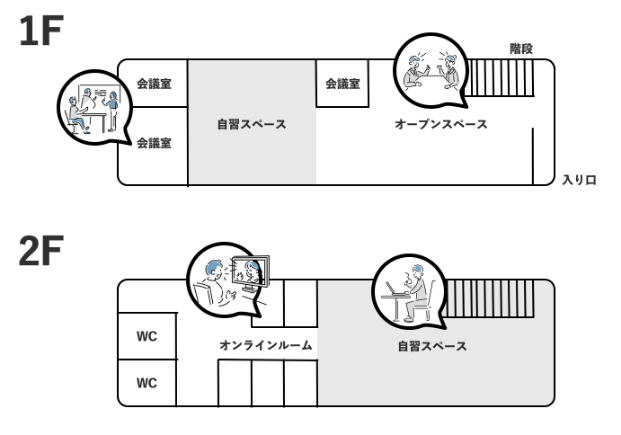 1F
階段
会議室
会議室
自習スペース
オープンスペース
会議室
入り口
2F
WC
オンラインルーム
自習スペース
WC